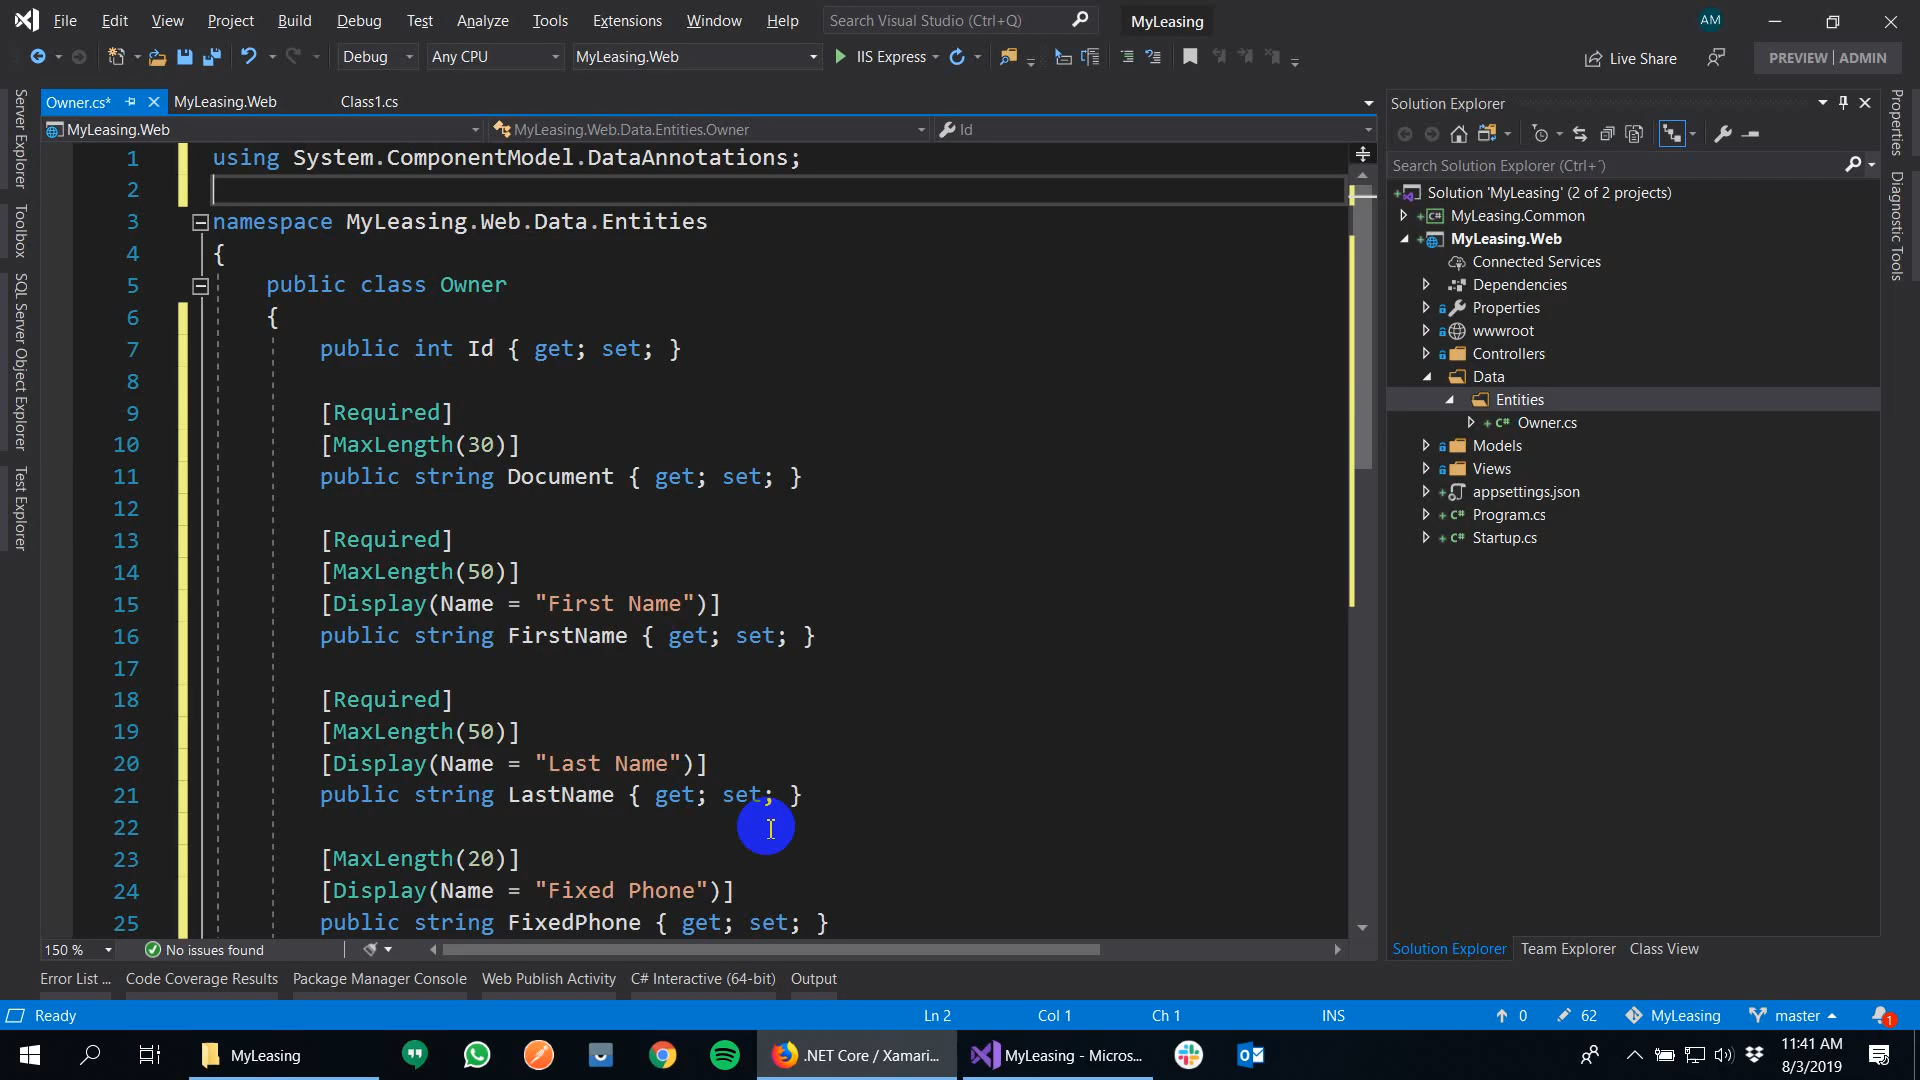 File Edit View Project Build Debug Test Analyze Tools Extensions Window Help Search Visual Studio (Ctrl+Q) MyLeasing AM
Debug Any CPU MyLeasing.Web IIS Express Live Share PREVIEW | ADMIN
Server Explorer
Toolbox
SQL Server Object Explorer
Test Explorer
Owner.cs* MyLeasing.Web Class1.cs
MyLeasing.Web MyLeasing.Web.Data.Entities.Owner Id
1 using System.ComponentModel.DataAnnotations;
2
3 namespace MyLeasing.Web.Data.Entities
4 {
5 public class Owner
6 {
7 public int Id { get; set; }
8
9 [Required]
10 [MaxLength(30)]
11 public string Document { get; set; }
12
13 [Required]
14 [MaxLength(50)]
15 [Display(Name = "First Name")]
16 public string FirstName { get; set; }
17
18 [Required]
19 [MaxLength(50)]
20 [Display(Name = "Last Name")]
21 public string LastName { get; set; }
22
23 [MaxLength(20)]
24 [Display(Name = "Fixed Phone")]
25 public string FixedPhone { get; set; }
150 % No issues found
Solution Explorer
Search Solution Explorer (Ctrl+´)
Solution 'MyLeasing' (2 of 2 projects)
C# MyLeasing.Common
MyLeasing.Web
Connected Services
Dependencies
Properties
wwwroot
Controllers
Data
Entities
C# Owner.cs
Models
Views
appsettings.json
C# Program.cs
C# Startup.cs
Solution Explorer Team Explorer Class View
Properties
Diagnostic Tools
Error List ... Code Coverage Results Package Manager Console Web Publish Activity C# Interactive (64-bit) Output
Ready Ln 2 Col 1 Ch 1 INS 0 62 MyLeasing master 1
MyLeasing .NET Core / Xamari... MyLeasing - Micros... 11:41 AM
8/3/2019